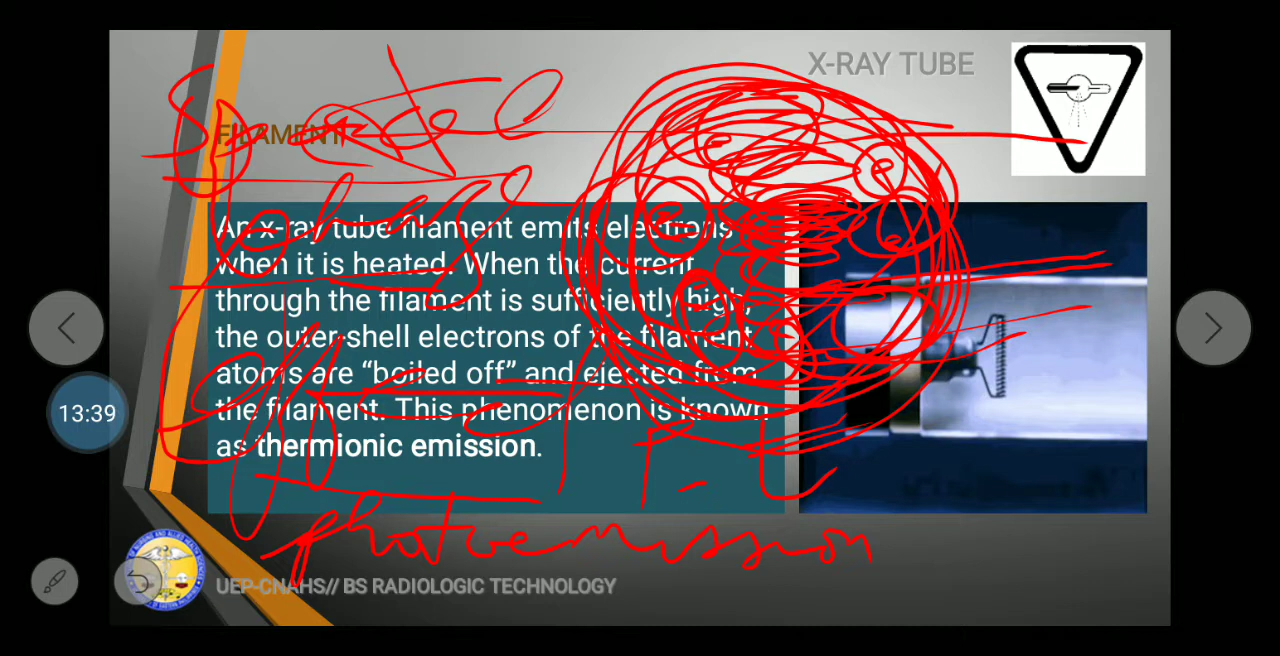 X-RAY TUBE
FILAMENT
An x-ray tube filament emits electrons
when it is heated. When the current
through the filament is sufficiently high,
the outer-shell electrons of the filament
atoms are “boiled off” and ejected from
the filament. This phenomenon is known
as thermionic emission.
13:39
photoemission
UEP-CNAHS// BS RADIOLOGIC TECHNOLOGY